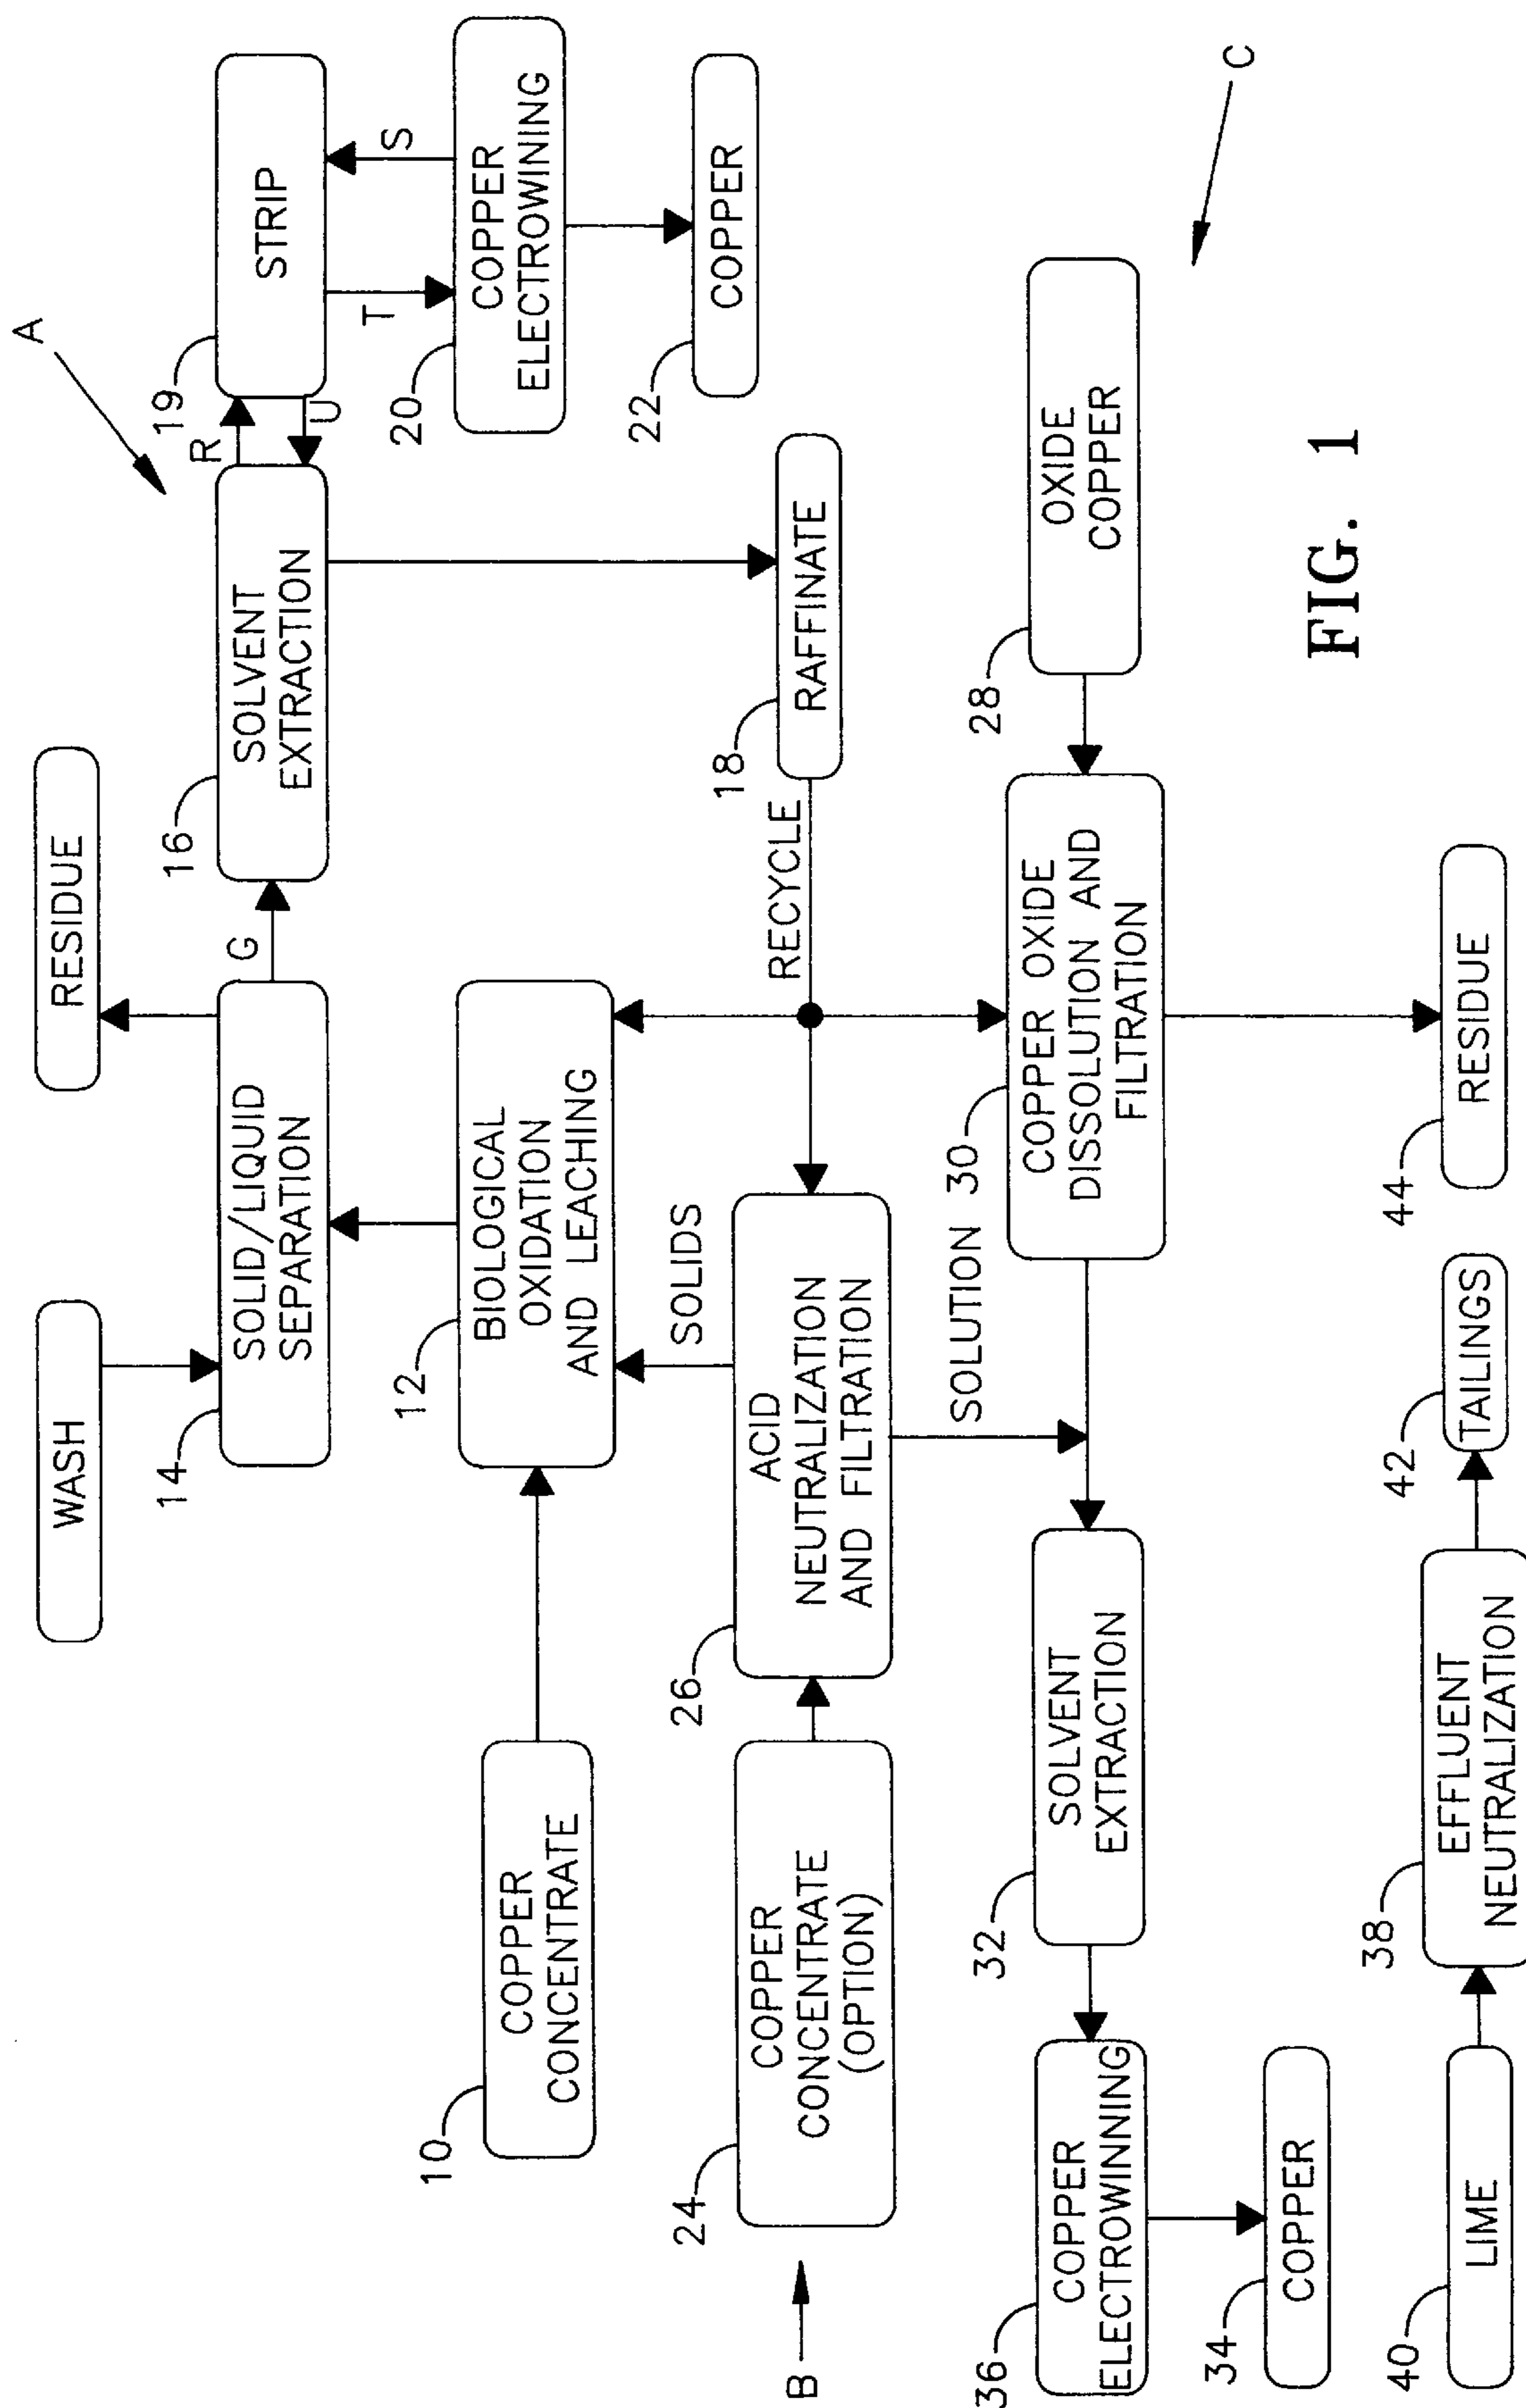 A
WASH
RESIDUE
14
SOLID/LIQUID
SEPARATION
G
16
SOLVENT
EXTRACTION
R
U
19
STRIP
T
S
10
COPPER
CONCENTRATE
12
BIOLOGICAL
OXIDATION
AND LEACHING
20
COPPER
ELECTROWINING
22
COPPER
SOLIDS
B
24
COPPER
CONCENTRATE
(OPTION)
26
ACID
NEUTRALIZATION
AND FILTRATION
RECYCLE
18
RAFFINATE
SOLUTION
36
COPPER
ELECTROWINNING
32
SOLVENT
EXTRACTION
30
COPPER OXIDE
DISSOLUTION AND
FILTRATION
28
OXIDE
COPPER
C
34
COPPER
40
LIME
38
EFFLUENT
NEUTRALIZATION
42
TAILINGS
44
RESIDUE
FIG. 1